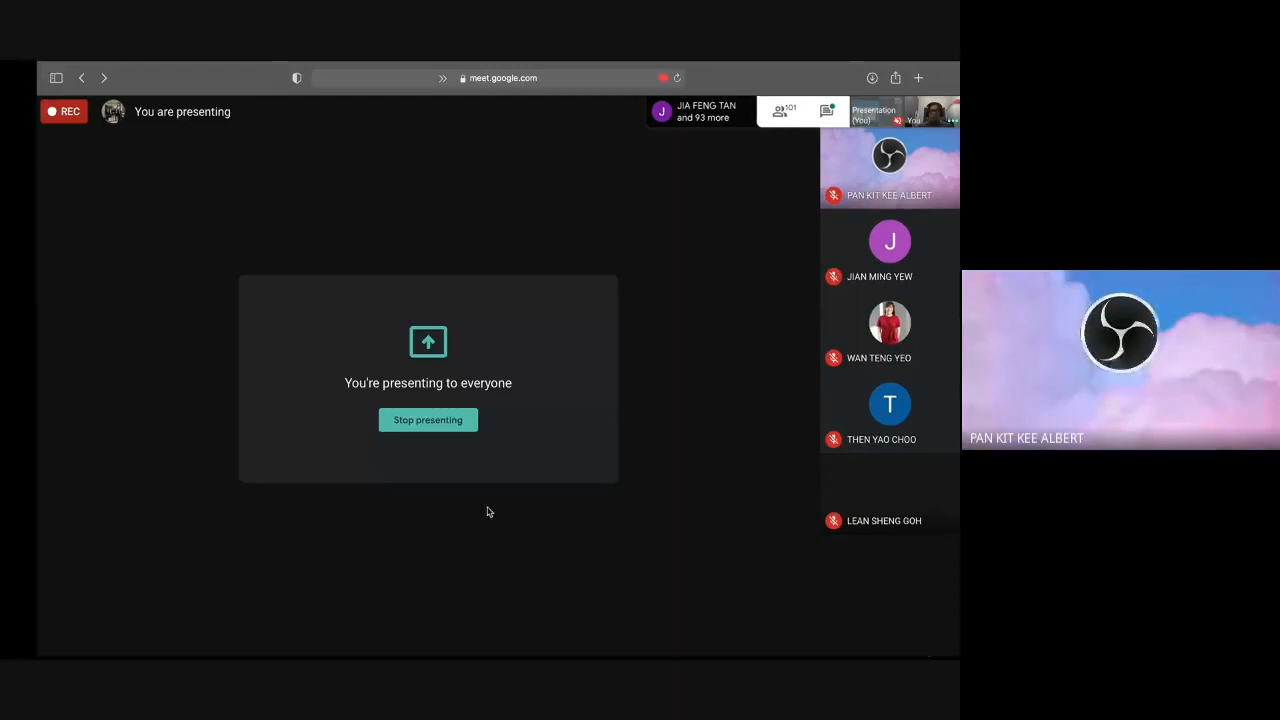 meet.google.com
REC
You are presenting
J
JIA FENG TAN
and 93 more
101
Presentation
(You)
You
PAN KIT KEE ALBERT
J
JIAN MING YEW
WAN TENG YEO
T
THEN YAO CHOO
LEAN SHENG GOH
You're presenting to everyone
Stop presenting
PAN KIT KEE ALBERT